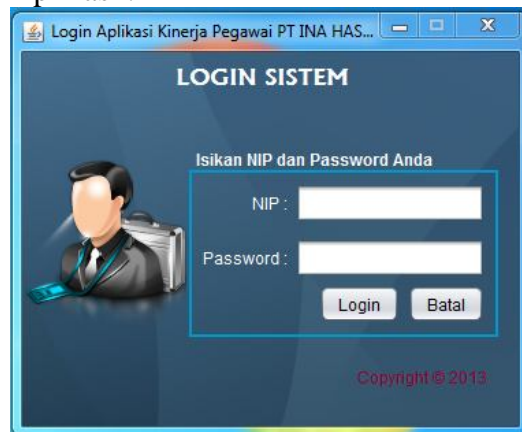 Login Aplikasi Kinerja Pegawai PT INA HAS...
LOGIN SISTEM
Isikan NIP dan Password Anda
NIP :
Password :
Login Batal
Copyright © 2013